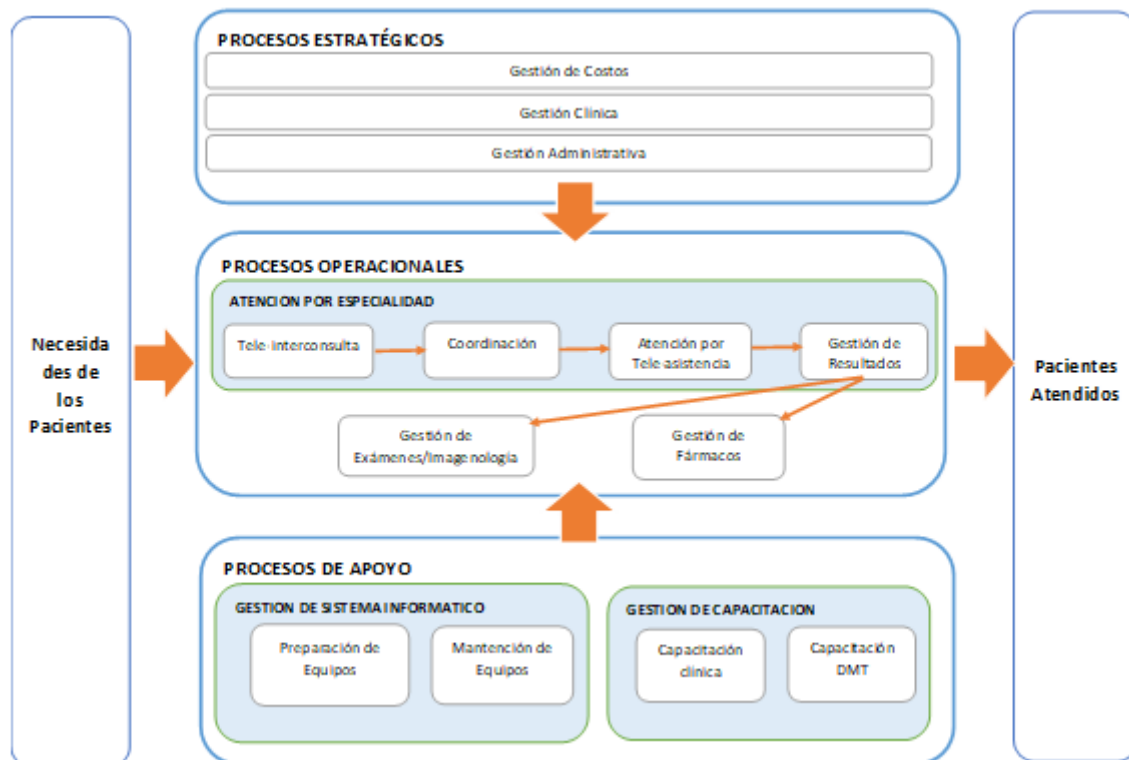 PROCESOS ESTRATÉGICOS
Gestión de Costos
Gestión Clínica
Gestión Administrativa
Necesida
des de
los
Pacientes
PROCESOS OPERACIONALES
ATENCION POR ESPECIALIDAD
Tele-interconsulta
Coordinación
Atención por
Tele asistencia
Gestión de
Resultados
Gestión de
Exámenes/Imagenología
Gestión de
Fármacos
Pacientes
Atendidos
PROCESOS DE APOYO
GESTION DE SISTEMA INFORMATICO
Preparación de
Equipos
Mantención de
Equipos
GESTION DE CAPACITACION
Capacitación
clínica
Capacitación
DMT